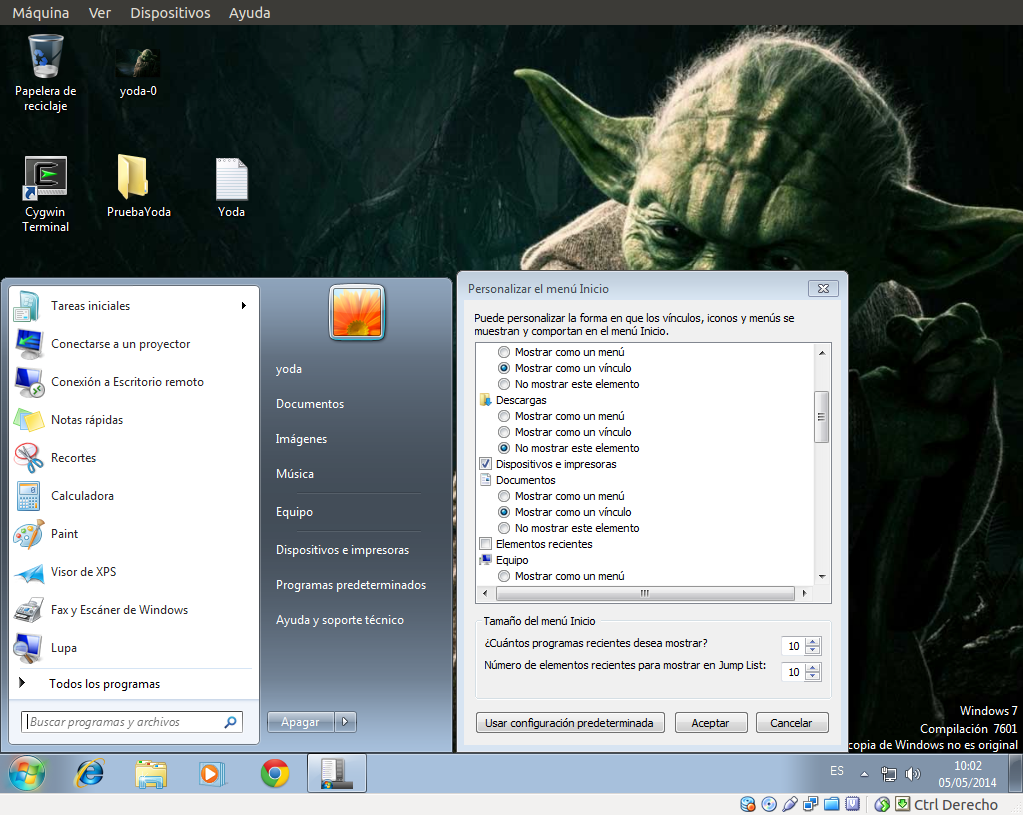 Máquina Ver Dispositivos Ayuda
Papelera de
reciclaje
yoda-0
Cygwin
Terminal
PruebaYoda
Yoda
Tareas iniciales
Conectarse a un proyector
Conexión a Escritorio remoto
Notas rápidas
Recortes
Calculadora
Paint
Visor de XPS
Fax y Escáner de Windows
Lupa
Todos los programas
Buscar programas y archivos
yoda
Documentos
Imágenes
Música
Equipo
Dispositivos e impresoras
Programas predeterminados
Ayuda y soporte técnico
Apagar
Personalizar el menú Inicio
Puede personalizar la forma en que los vínculos, iconos y menús se
muestran y comportan en el menú Inicio.
Mostrar como un menú
Mostrar como un vínculo
No mostrar este elemento
Descargas
Mostrar como un menú
Mostrar como un vínculo
No mostrar este elemento
Dispositivos e impresoras
Documentos
Mostrar como un menú
Mostrar como un vínculo
No mostrar este elemento
Elementos recientes
Equipo
Mostrar como un menú
Tamaño del menú Inicio
¿Cuántos programas recientes desea mostrar? 10
Número de elementos recientes para mostrar en Jump List: 10
Usar configuración predeterminada Aceptar Cancelar
Windows 7
Compilación 7601
copia de Windows no es original
ES
10:02
05/05/2014
Ctrl Derecho